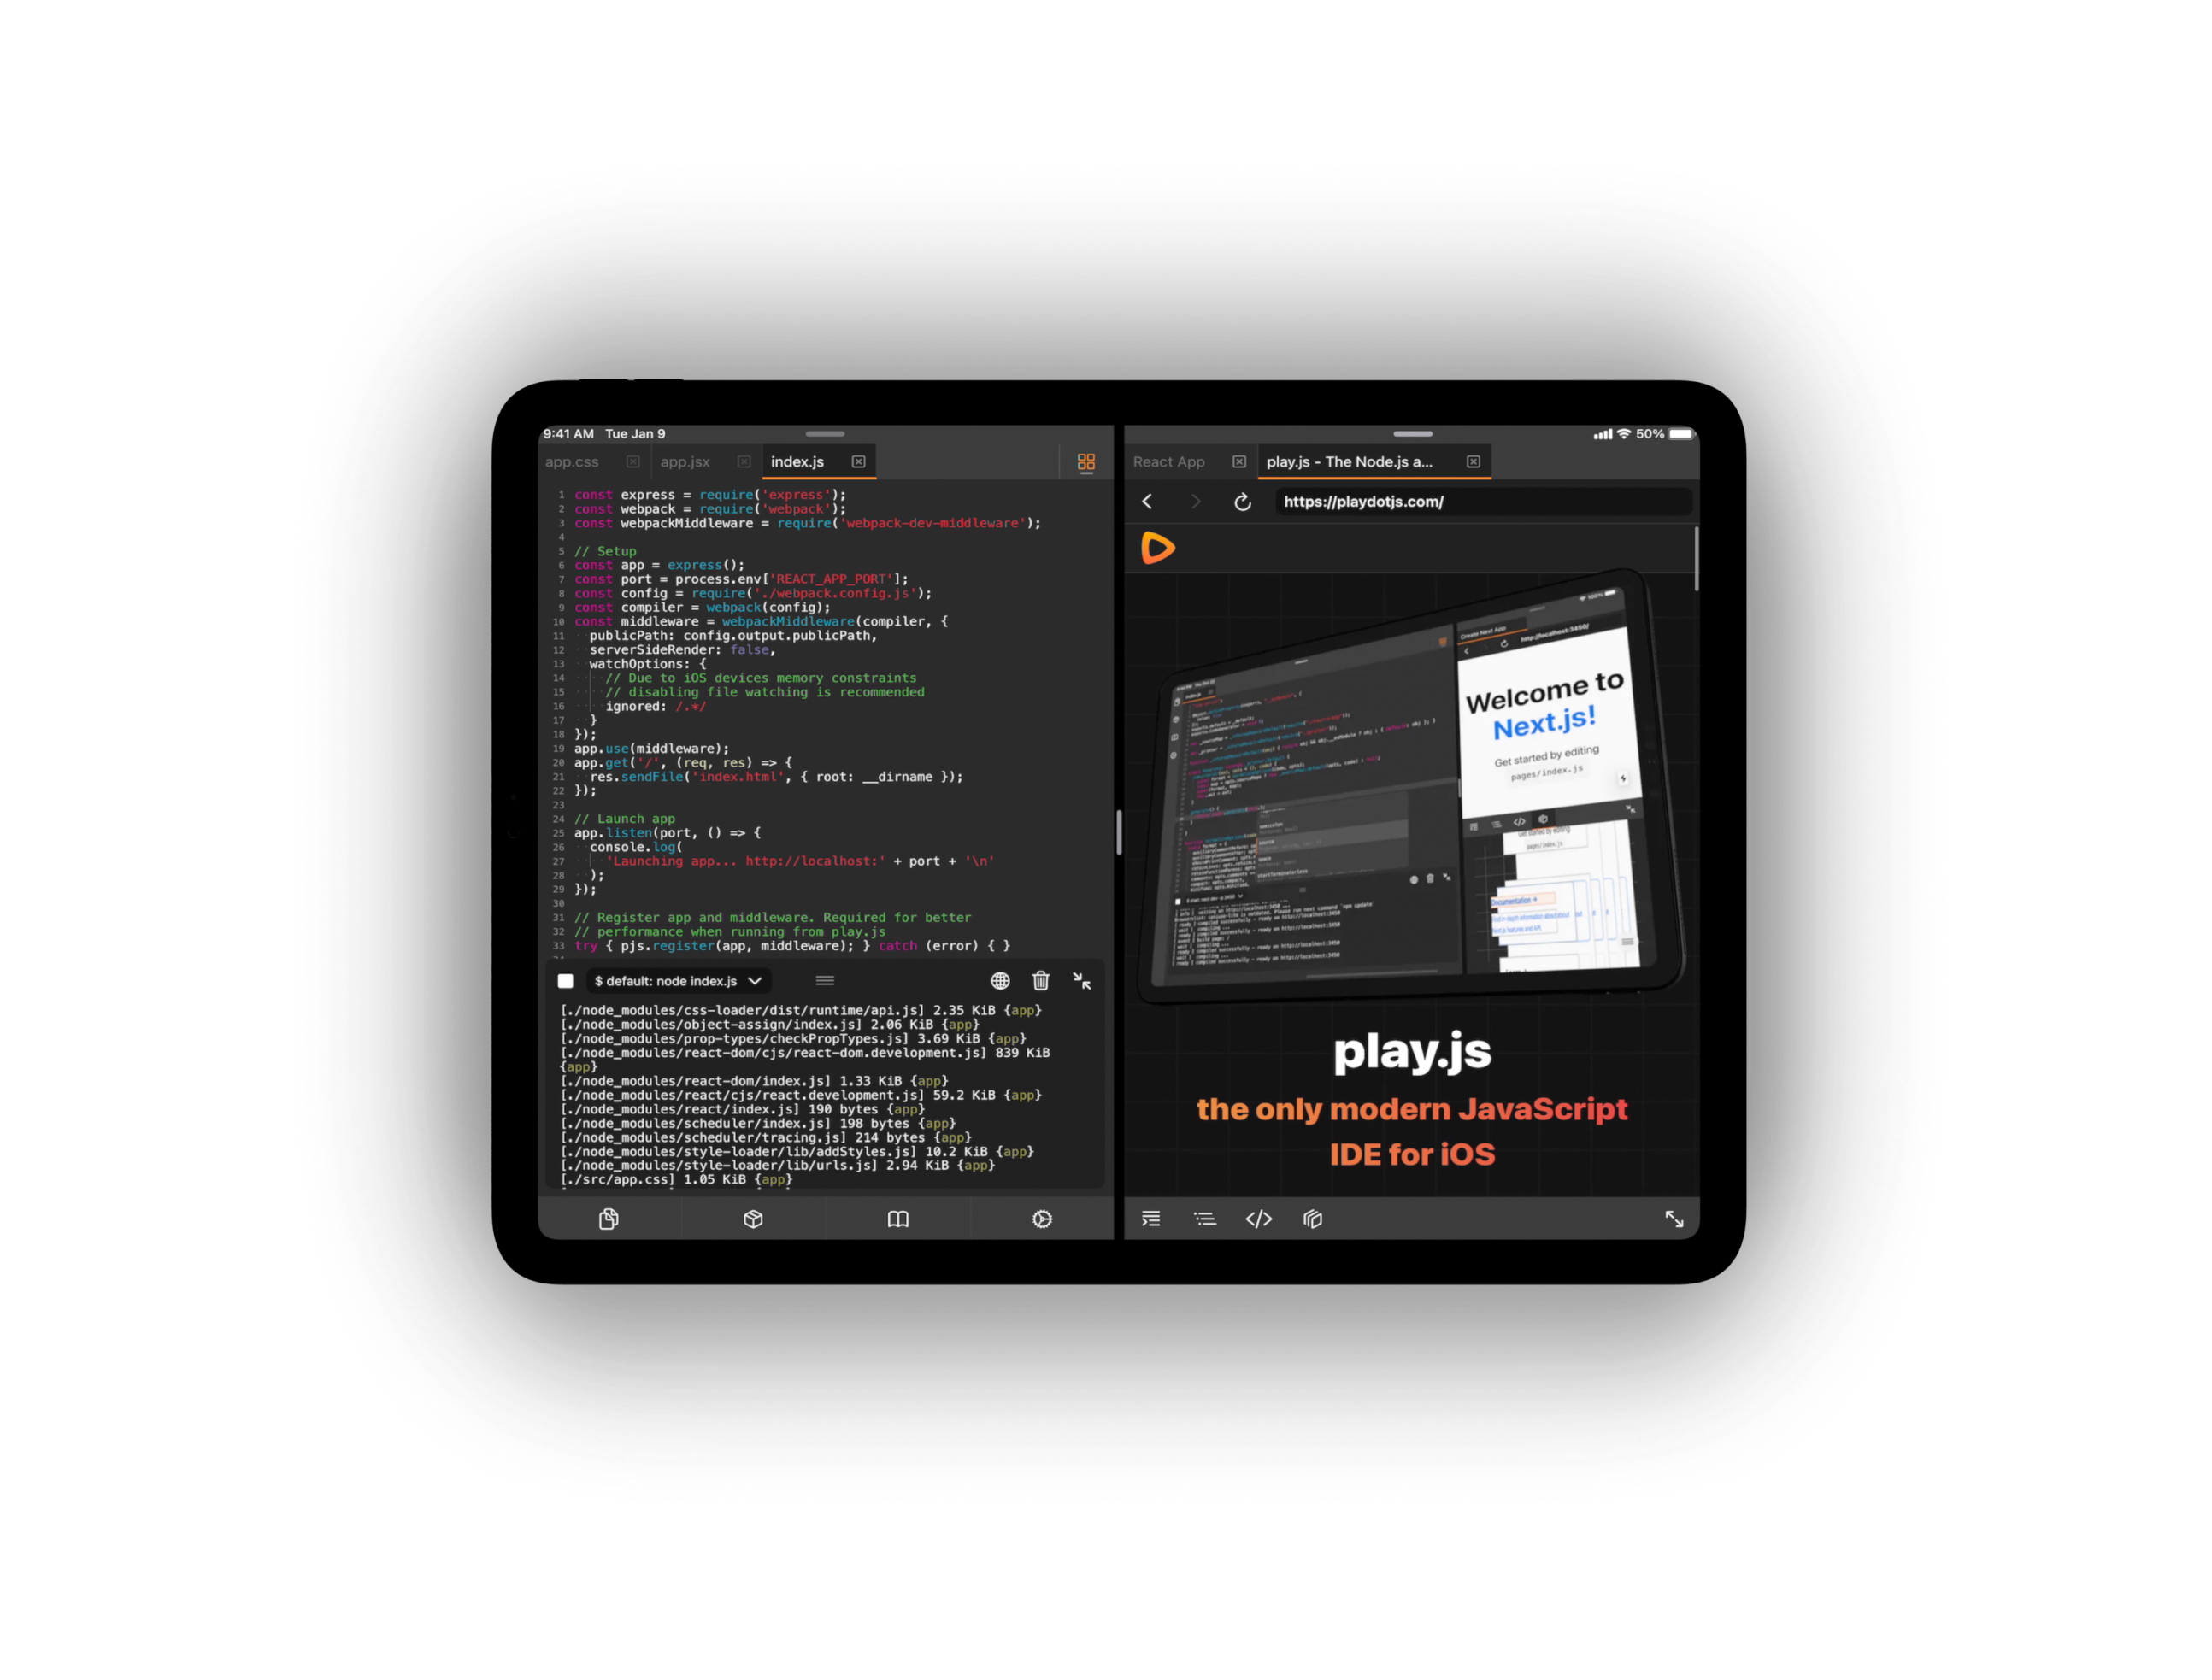 9:41 AM Tue Jan 9
50%
app.css
app.jsx
index.js
1 const express = require('express');
2 const webpack = require('webpack');
3 const webpackMiddleware = require('webpack-dev-middleware');
4
5 // Setup
6 const app = express();
7 const port = process.env['REACT_APP_PORT'];
8 const config = require('./webpack.config.js');
9 const compiler = webpack(config);
10 const middleware = webpackMiddleware(compiler, {
11 publicPath: config.output.publicPath,
12 serverSideRender: false,
13 watchOptions: {
14 // Due to iOS devices memory constraints
15 // disabling file watching is recommended
16 ignored: /.*/
17 }
18 });
19 app.use(middleware);
20 app.get('/', (req, res) => {
21 res.sendFile('index.html', { root: __dirname });
22 });
23
24 // Launch app
25 app.listen(port, () => {
26 console.log(
27 'Launching app... http://localhost:' + port + '\n'
28 );
29 });
30
31 // Register app and middleware. Required for better
32 // performance when running from play.js
33 try { pjs.register(app, middleware); } catch (error) { }
$ default: node index.js
[./node_modules/css-loader/dist/runtime/api.js] 2.35 KiB {app}
[./node_modules/object-assign/index.js] 2.06 KiB {app}
[./node_modules/prop-types/checkPropTypes.js] 3.69 KiB {app}
[./node_modules/react-dom/cjs/react-dom.development.js] 839 KiB
{app}
[./node_modules/react-dom/index.js] 1.33 KiB {app}
[./node_modules/react/cjs/react.development.js] 59.2 KiB {app}
[./node_modules/react/index.js] 190 bytes {app}
[./node_modules/scheduler/index.js] 198 bytes {app}
[./node_modules/scheduler/tracing.js] 214 bytes {app}
[./node_modules/style-loader/lib/addStyles.js] 10.2 KiB {app}
[./node_modules/style-loader/lib/urls.js] 2.94 KiB {app}
[./src/app.css] 1.05 KiB {app}
React App
play.js - The Node.js a...
https://playdotjs.com/
Create Next App
http://localhost:3450/
Welcome to
Next.js!
Get started by editing
pages/index.js
Get started by editing
pages/index.js
Documentation →
play.js
the only modern JavaScript
IDE for iOS